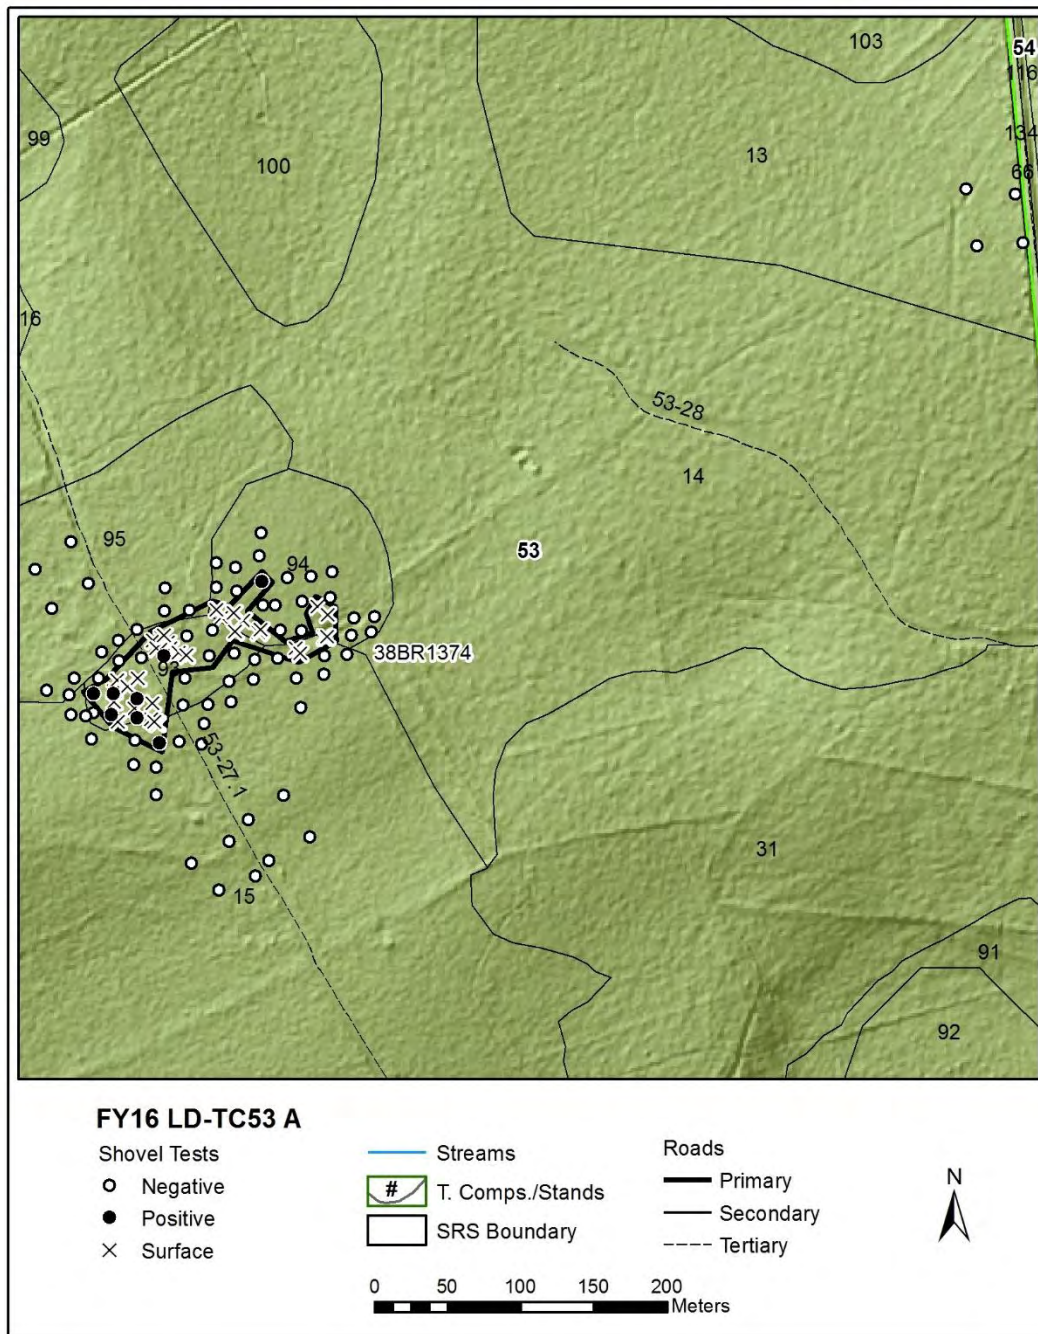 103
54
116
99
134
13
100
66
16
53-28
14
95
53
94
38BR1374
93
53-27.1
31
15
91
92
FY16 LD-TC53 A
Shovel Tests
Negative
Positive
Surface
Streams
# T. Comps./Stands
SRS Boundary
Roads
Primary
Secondary
Tertiary
N
0 50 100 150 200
Meters